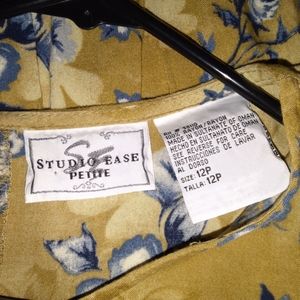 STUDIO EASE
PETITE
100% RAYON/RAYON
MADE IN SULTANATE OF OMAN
HECHO EN SULTANATO DE OMAN
SEE REVERSE FOR CARE
INSTRUCCIONES DE LAVAR
AL DORSO
SIZE: 12P
TALLA: 12P